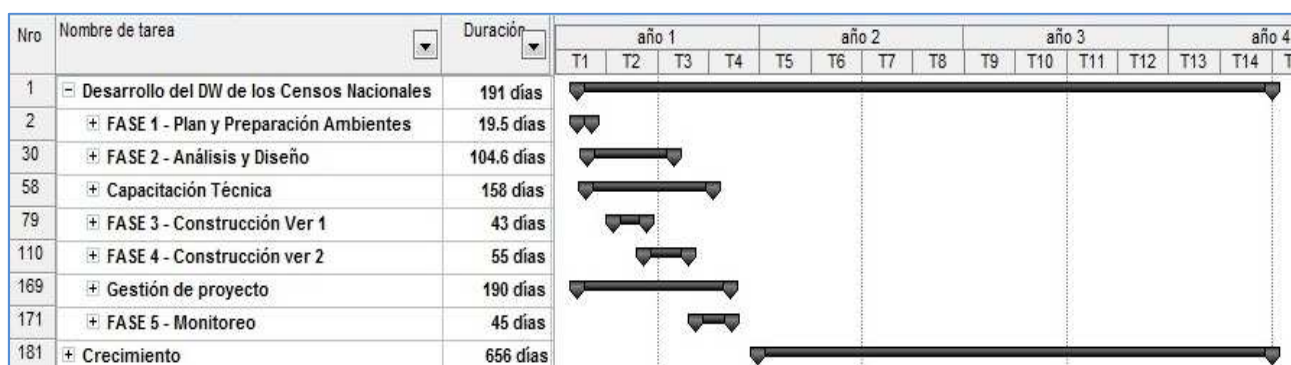 Nro Nombre de tarea Duración año 1 año 2 año 3 año 4
T1 T2 T3 T4 T5 T6 T7 T8 T9 T10 T11 T12 T13 T14 T
1 Desarrollo del DW de los Censos Nacionales 191 días
2 FASE 1 - Plan y Preparación Ambientes 19.5 días
30 FASE 2 - Análisis y Diseño 104.6 días
58 Capacitación Técnica 158 días
79 FASE 3 - Construcción Ver 1 43 días
110 FASE 4 - Construcción ver 2 55 días
169 Gestión de proyecto 190 días
171 FASE 5 - Monitoreo 45 días
181 Crecimiento 656 días